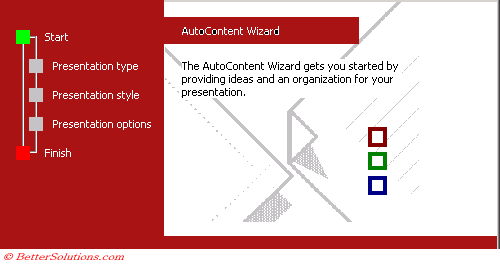 Start
Presentation type
Presentation style
Presentation options
Finish
AutoContent Wizard
The AutoContent Wizard gets you started by
providing ideas and an organization for your
presentation.
© BetterSolutions.com